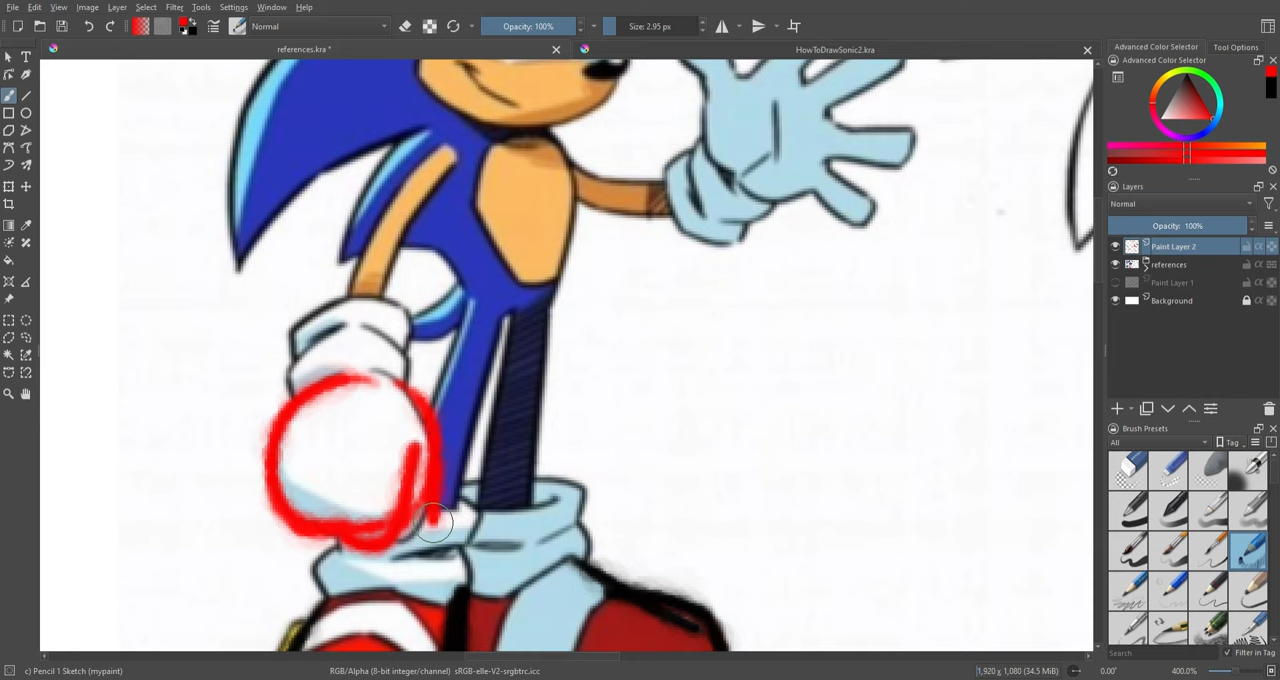 File Edit View Image Layer Select Filter Tools Settings Window Help
Normal Opacity: 100% Size: 2.95 px
references.kra * HowToDrawSonic2.kra
Advanced Color Selector Tool Options
Advanced Color Selector
Layers
Normal
Opacity: 100%
Paint Layer 2
references
Paint Layer 1
Background
Brush Presets
All Tag
Search Filter in Tag
c) Pencil 1 Sketch (mypaint) RGB/Alpha (8-bit integer/channel) sRGB-elle-V2-srgbtrc.icc 1,920 x 1,080 (34.5 MiB) 0.00° 400.0%